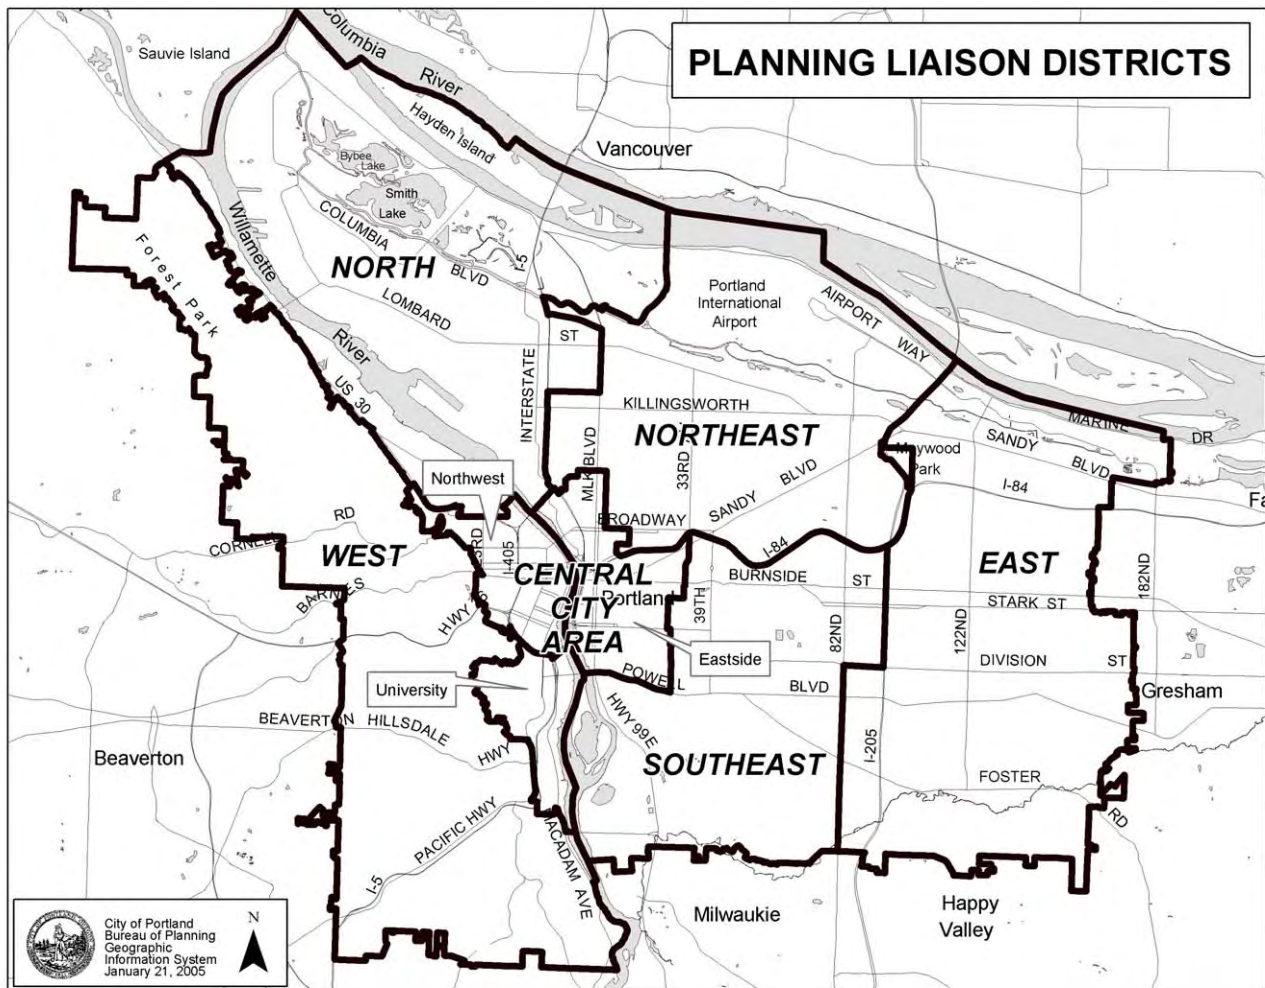 PLANNING LIAISON DISTRICTS
Columbia
River
Sauvie Island
Hayden Island
Vancouver
Bybee
Lake
Smith
Lake
COLUMBIA
BLVD
I-5
Willamette
River
Forest Park
NORTH
LOMBARD
ST
Portland
International
Airport
AIRPORT
WAY
US 30
INTERSTATE
KILLINGSWORTH
MARINE
DR
NORTHEAST
MLK BLVD
33RD
SANDY
BLVD
Maywood
Park
SANDY
BLVD
I-84
Northwest
BROADWAY
I-84
CORNELL
RD
WEST
I-405
BURNSIDE
ST
EAST
182ND
BARNES
CENTRAL
CITY
AREA
Portland
39TH
82ND
122ND
STARK ST
Eastside
DIVISION
ST
University
POWELL
BLVD
Gresham
BEAVERTON
HILLSDALE
HWY
HWY 99E
I-205
Beaverton
SOUTHEAST
FOSTER
RD
PACIFIC HWY
I-5
MACADAM AVE
Milwaukie
Happy
Valley
City of Portland
Bureau of Planning
Geographic
Information System
January 21, 2005
N